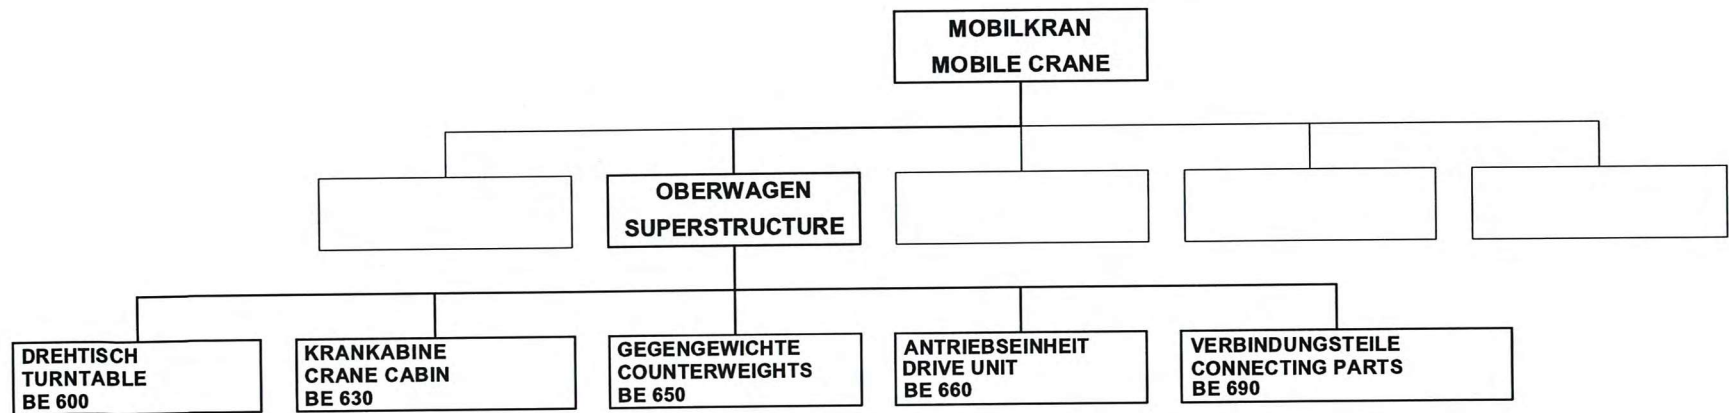 MOBILKRAN
MOBILE CRANE
OBERWAGEN
SUPERSTRUCTURE
DREHTISCH
TURNTABLE
BE 600
KRANKABINE
CRANE CABIN
BE 630
GEGENGEWICHTE
COUNTERWEIGHTS
BE 650
ANTRIEBSEINHEIT
DRIVE UNIT
BE 660
VERBINDUNGSTEILE
CONNECTING PARTS
BE 690